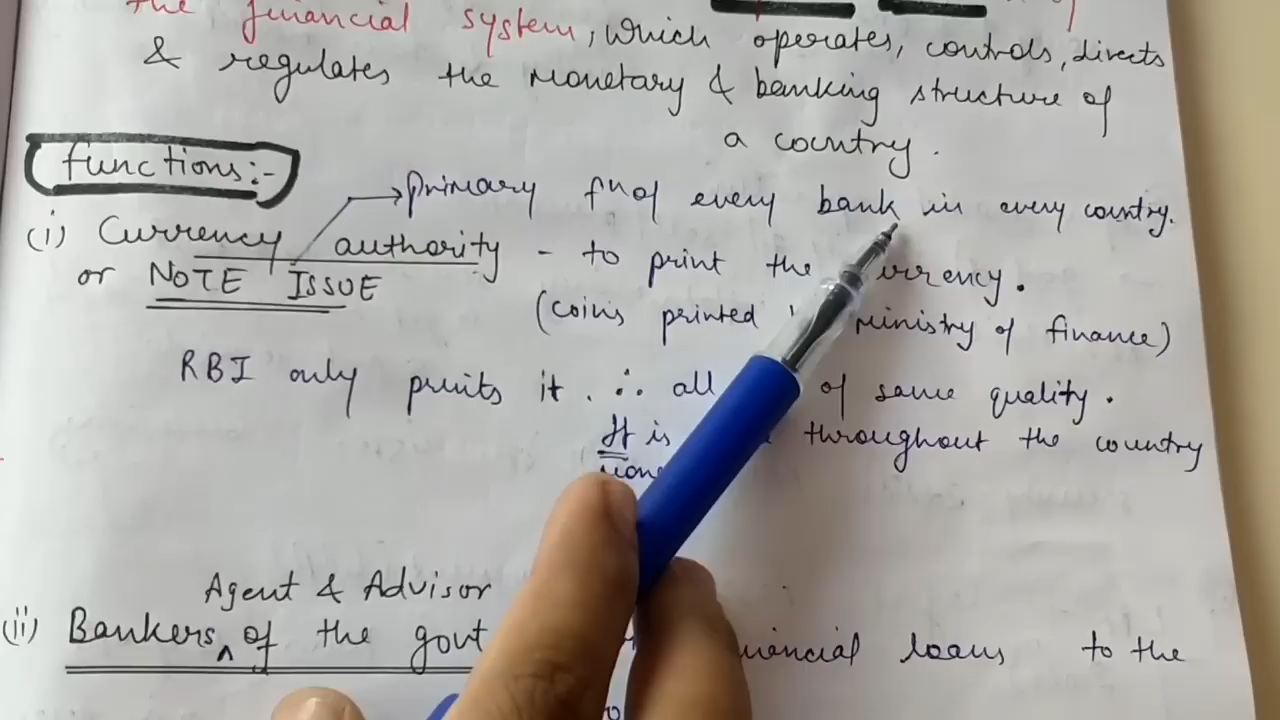 the financial system, which operates, controls, directs
& regulates the monetary & banking structure of
a country.
functions:-
primary fn of every bank in every country.
(i) Currency authority - to print the urrency.
or NOTE ISSUE
(coins printed ministry of finance)
RBI only prints it. ∴ all of same quality.
It is throughout the country
Agent & Advisor
(ii) Bankers ^ of the govt loans to the